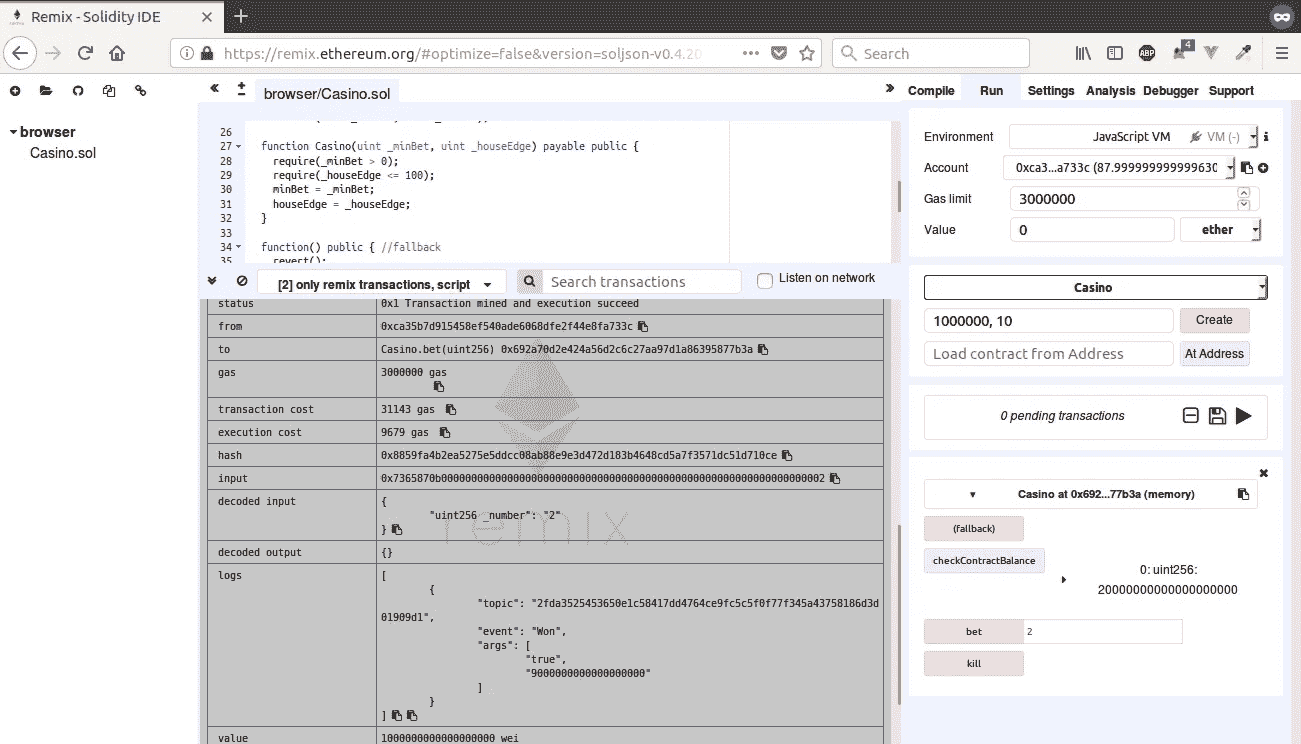 Remix - Solidity IDE
https://remix.ethereum.org/#optimize=false&version=soljson-v0.4.20
Search
ABP
4
browser/Casino.sol
Compile
Run
Settings
Analysis
Debugger
Support
browser
Casino.sol
26
27 function Casino(uint _minBet, uint _houseEdge) payable public {
28 require(_minBet > 0);
29 require(_houseEdge <= 100);
30 minBet = _minBet;
31 houseEdge = _houseEdge;
32 }
33
34 function() public { //fallback
35 revert();
[2] only remix transactions, script
Search transactions
Listen on network
status 0x1 Transaction mined and execution succeed
from 0xca35b7d915458ef540ade6068dfe2f44e8fa733c
to Casino.bet(uint256) 0x692a70d2e424a56d2c6c27aa97d1a86395877b3a
gas 3000000 gas
transaction cost 31143 gas
execution cost 9679 gas
hash 0x8859fa4b2ea5275e5ddcc08ab88e9e3d472d183b4648cd5a7f3571dc51d710ce
input 0x7365870b0000000000000000000000000000000000000000000000000000000000000002
decoded input {
"uint256 _number": "2"
}
remix
decoded output {}
logs [
{
"topic": "2fda3525453650e1c58417dd4764ce9fc5c5f0f77f345a43758186d3d
01909d1",
"event": "Won",
"args": [
"true",
"9000000000000000000"
]
}
]
value 1000000000000000000 wei
Environment
JavaScript VM
VM (-)
i
Account
0xca3...a733c (87.999999999999630
Gas limit
3000000
Value
0
ether
Casino
1000000, 10
Create
Load contract from Address
At Address
0 pending transactions
Casino at 0x692...77b3a (memory)
(fallback)
checkContractBalance
0: uint256:
20000000000000000000
bet
2
kill